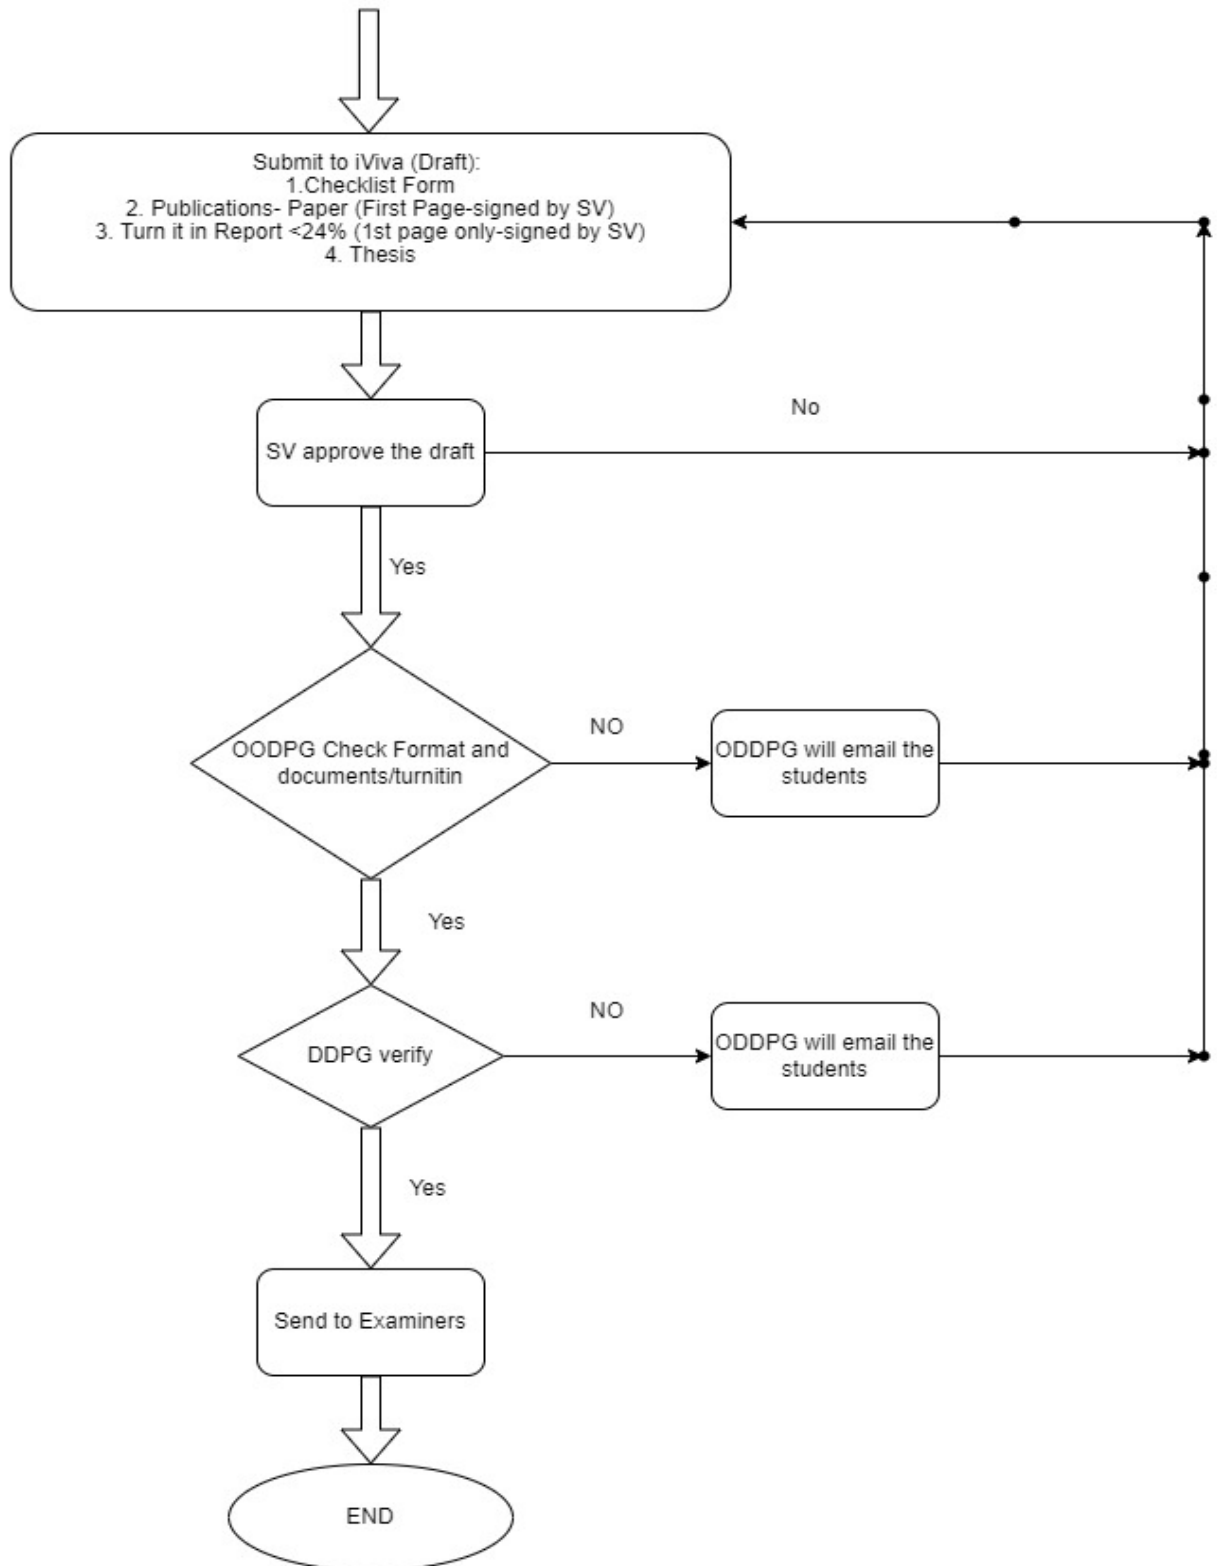 Submit to iViva (Draft):
1.Checklist Form
2. Publications- Paper (First Page-signed by SV)
3. Turn it in Report <24% (1st page only-signed by SV)
4. Thesis
SV approve the draft
No
Yes
OODPG Check Format and
documents/turnitin
NO
ODDPG will email the
students
Yes
DDPG verify
NO
ODDPG will email the
students
Yes
Send to Examiners
END